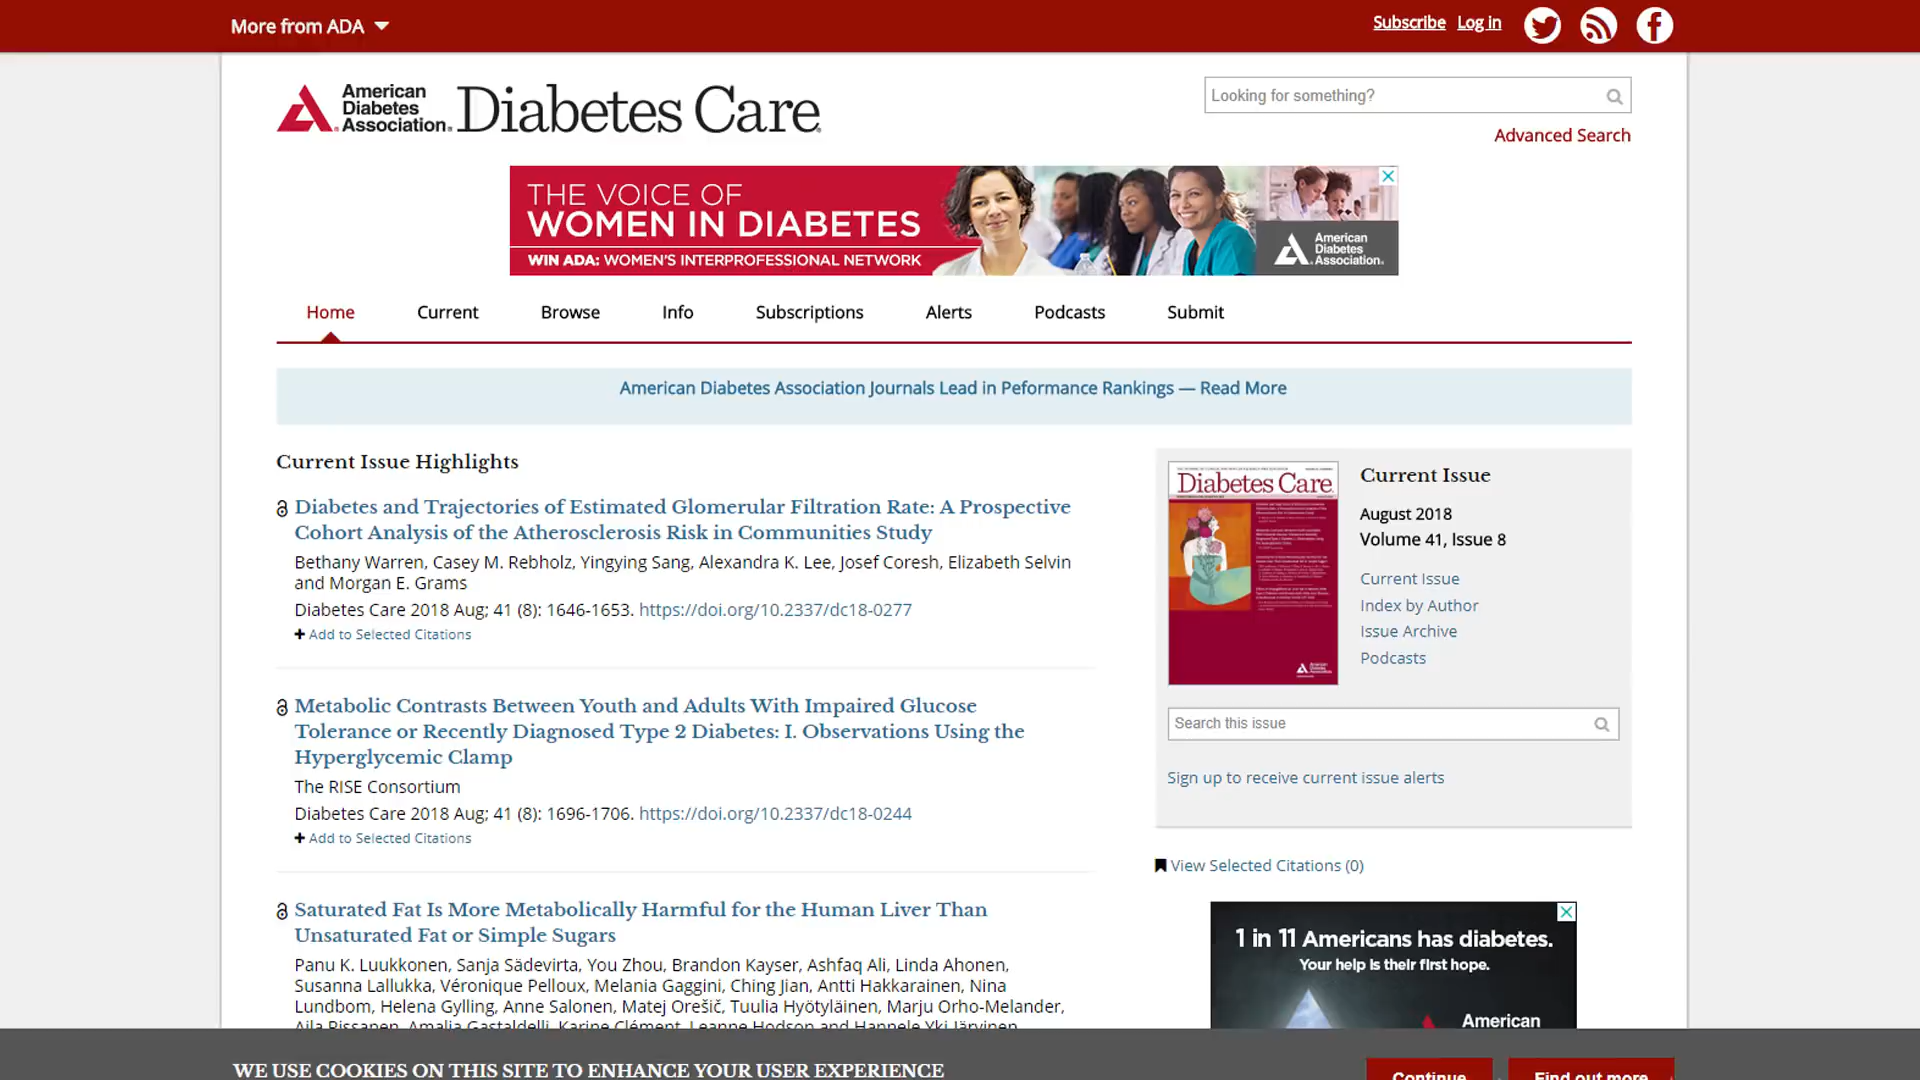 More from ADA
Subscribe Log in
American
Diabetes
Association.
Diabetes Care
Looking for something?
Advanced Search
THE VOICE OF
WOMEN IN DIABETES
WIN ADA: WOMEN'S INTERPROFESSIONAL NETWORK
American
Diabetes
Association.
Home Current Browse Info Subscriptions Alerts Podcasts Submit
American Diabetes Association Journals Lead in Peformance Rankings — Read More
Current Issue Highlights
Diabetes and Trajectories of Estimated Glomerular Filtration Rate: A Prospective
Cohort Analysis of the Atherosclerosis Risk in Communities Study
Bethany Warren, Casey M. Rebholz, Yingying Sang, Alexandra K. Lee, Josef Coresh, Elizabeth Selvin
and Morgan E. Grams
Diabetes Care 2018 Aug; 41 (8): 1646-1653. https://doi.org/10.2337/dc18-0277
Add to Selected Citations
Metabolic Contrasts Between Youth and Adults With Impaired Glucose
Tolerance or Recently Diagnosed Type 2 Diabetes: I. Observations Using the
Hyperglycemic Clamp
The RISE Consortium
Diabetes Care 2018 Aug; 41 (8): 1696-1706. https://doi.org/10.2337/dc18-0244
Add to Selected Citations
Saturated Fat Is More Metabolically Harmful for the Human Liver Than
Unsaturated Fat or Simple Sugars
Panu K. Luukkonen, Sanja Sädevirta, You Zhou, Brandon Kayser, Ashfaq Ali, Linda Ahonen,
Susanna Lallukka, Véronique Pelloux, Melania Gaggini, Ching Jian, Antti Hakkarainen, Nina
Lundbom, Helena Gylling, Anne Salonen, Matej Orešič, Tuulia Hyötyläinen, Marju Orho-Melander,
Aila Rissanen, Amalia Gastaldelli, Karine Clément, Leanne Hodson and Hannele Yki-Järvinen
Diabetes Care
Current Issue
August 2018
Volume 41, Issue 8
Current Issue
Index by Author
Issue Archive
Podcasts
Search this issue
Sign up to receive current issue alerts
View Selected Citations (0)
1 in 11 Americans has diabetes.
Your help is their first hope.
American
WE USE COOKIES ON THIS SITE TO ENHANCE YOUR USER EXPERIENCE
Continue
Find out more